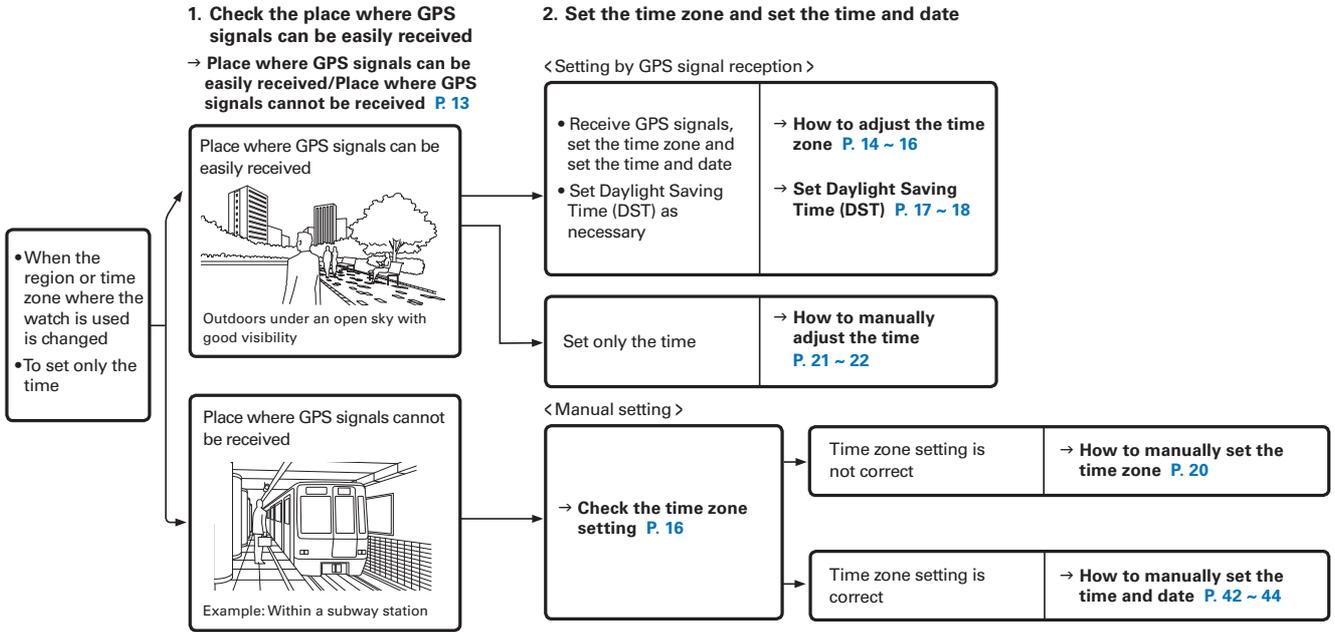 1. Check the place where GPS
signals can be easily received
→ Place where GPS signals can be
easily received/Place where GPS
signals cannot be received P. 13
2. Set the time zone and set the time and date
• When the
region or time
zone where the
watch is used
is changed
• To set only the
time
Place where GPS signals can be
easily received
Outdoors under an open sky with
good visibility
Place where GPS signals cannot
be received
Example: Within a subway station
<Setting by GPS signal reception>
• Receive GPS signals,
set the time zone and
set the time and date
• Set Daylight Saving
Time (DST) as
necessary
→ How to adjust the time
zone P. 14 ~ 16
→ Set Daylight Saving
Time (DST) P. 17 ~ 18
Set only the time
→ How to manually
adjust the time
P. 21 ~ 22
<Manual setting>
→ Check the time zone
setting P. 16
Time zone setting is
not correct
→ How to manually set the
time zone P. 20
Time zone setting is
correct
→ How to manually set the
time and date P. 42 ~ 44